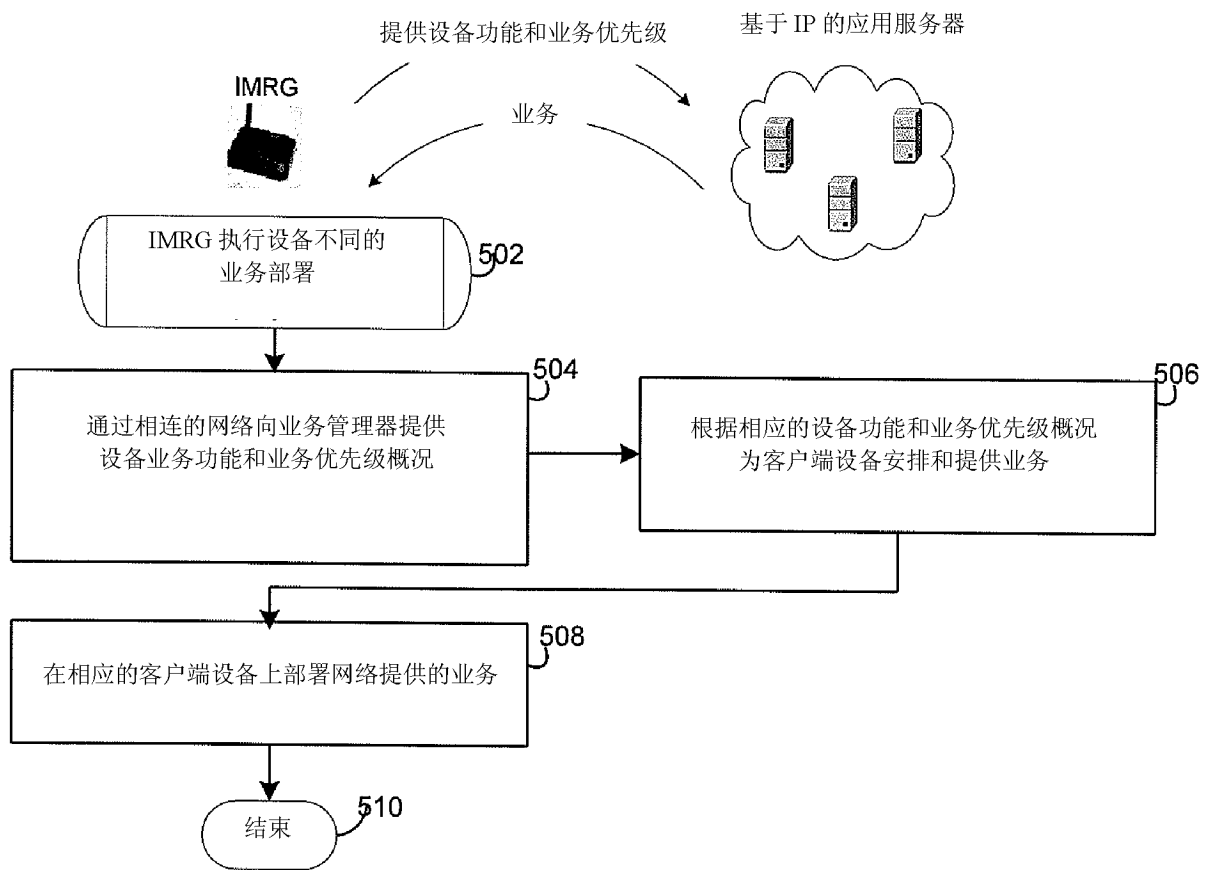 提供设备功能和业务优先级
基于 IP 的应用服务器
IMRG
业务
IMRG 执行设备不同的
业务部署
502
504
通过相连的网络向业务管理器提供
设备业务功能和业务优先级概况
506
根据相应的设备功能和业务优先级概况
为客户端设备安排和提供业务
508
在相应的客户端设备上部署网络提供的业务
510
结束